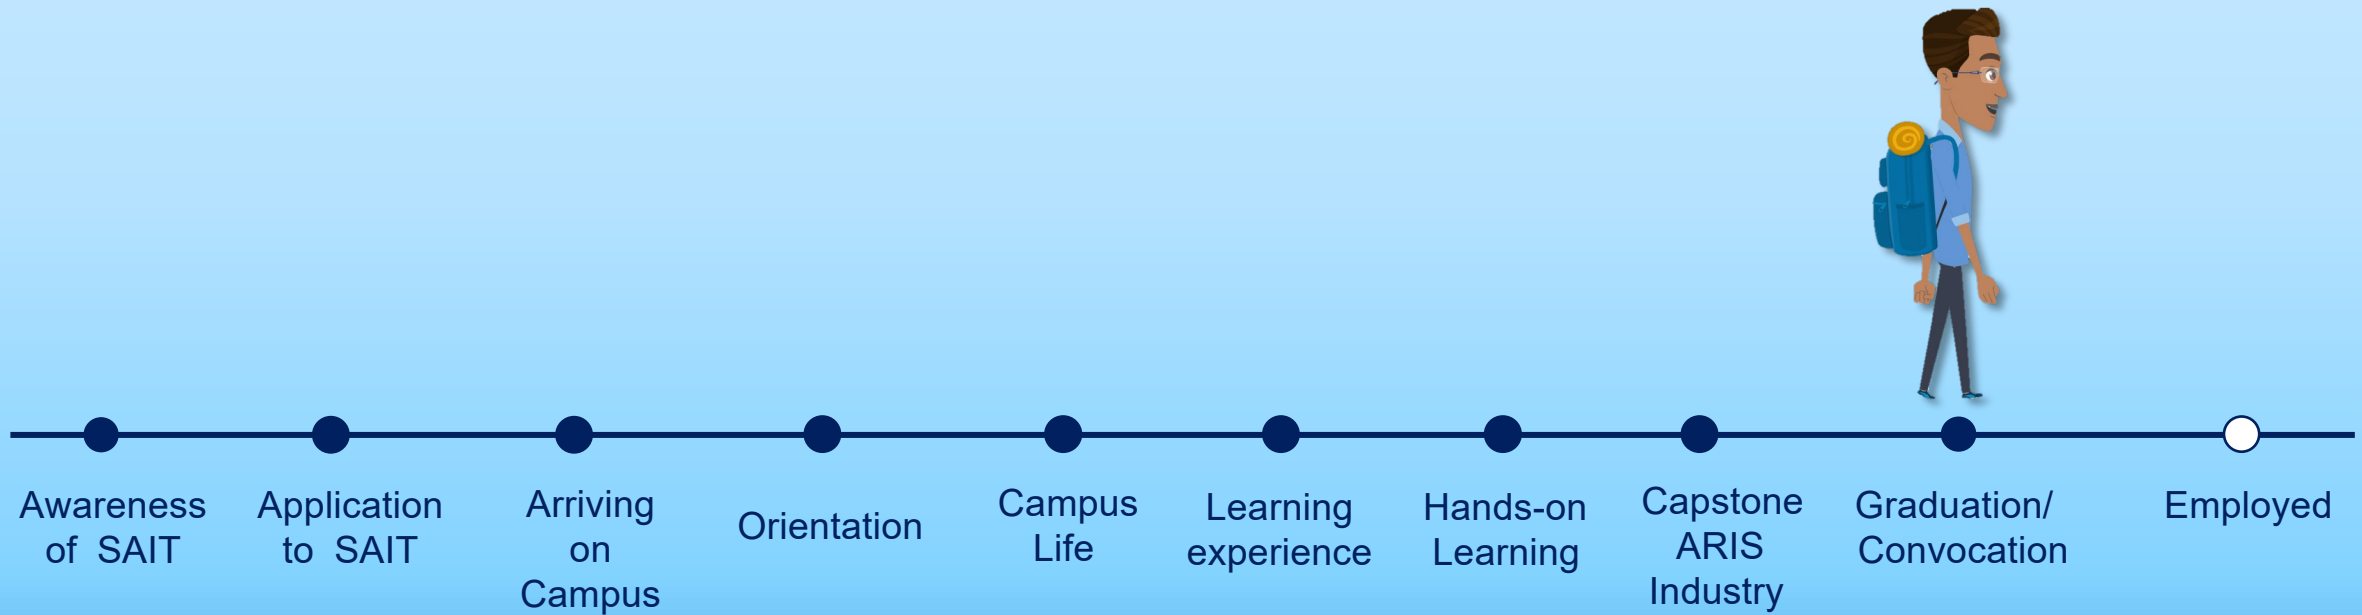 Awareness
of SAIT
Application
to SAIT
Arriving
on
Campus
Orientation
Campus
Life
Learning
experience
Hands-on
Learning
Capstone
ARIS
Industry
Graduation/
Convocation
Employed